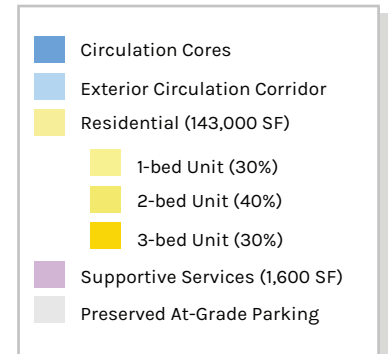 Circulation Cores
Exterior Circulation Corridor
Residential (143,000 SF)
1-bed Unit (30%)
2-bed Unit (40%)
3-bed Unit (30%)
Supportive Services (1,600 SF)
Preserved At-Grade Parking